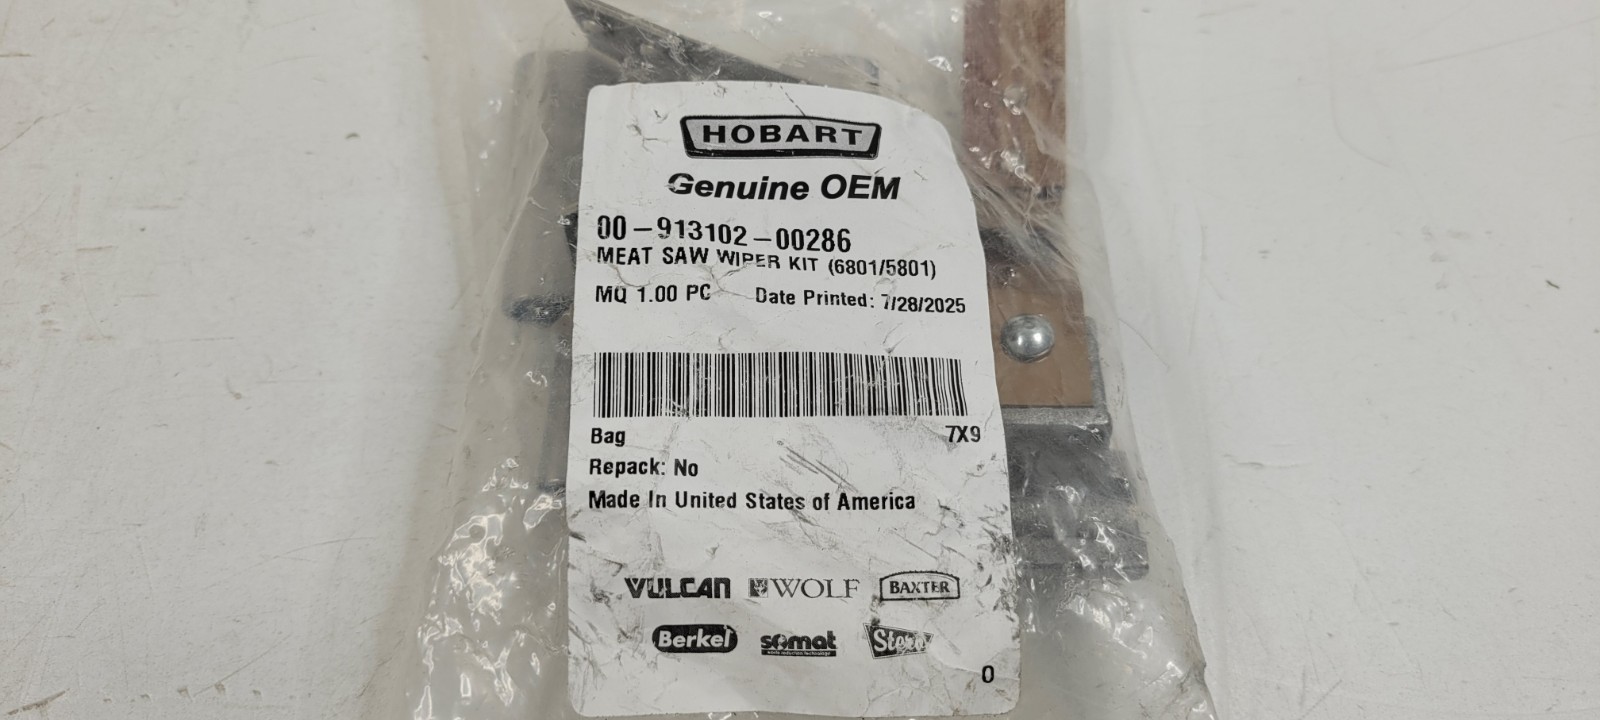 HOBART
Genuine OEM
00-913102-00286
MEAT SAW WIPER KIT (6801/5801)
MQ 1.00 PC Date Printed: 7/28/2025
Bag 7X9
Repack: No
Made In United States of America
VULCAN WOLF BAXTER
Berkel somat Stero
0